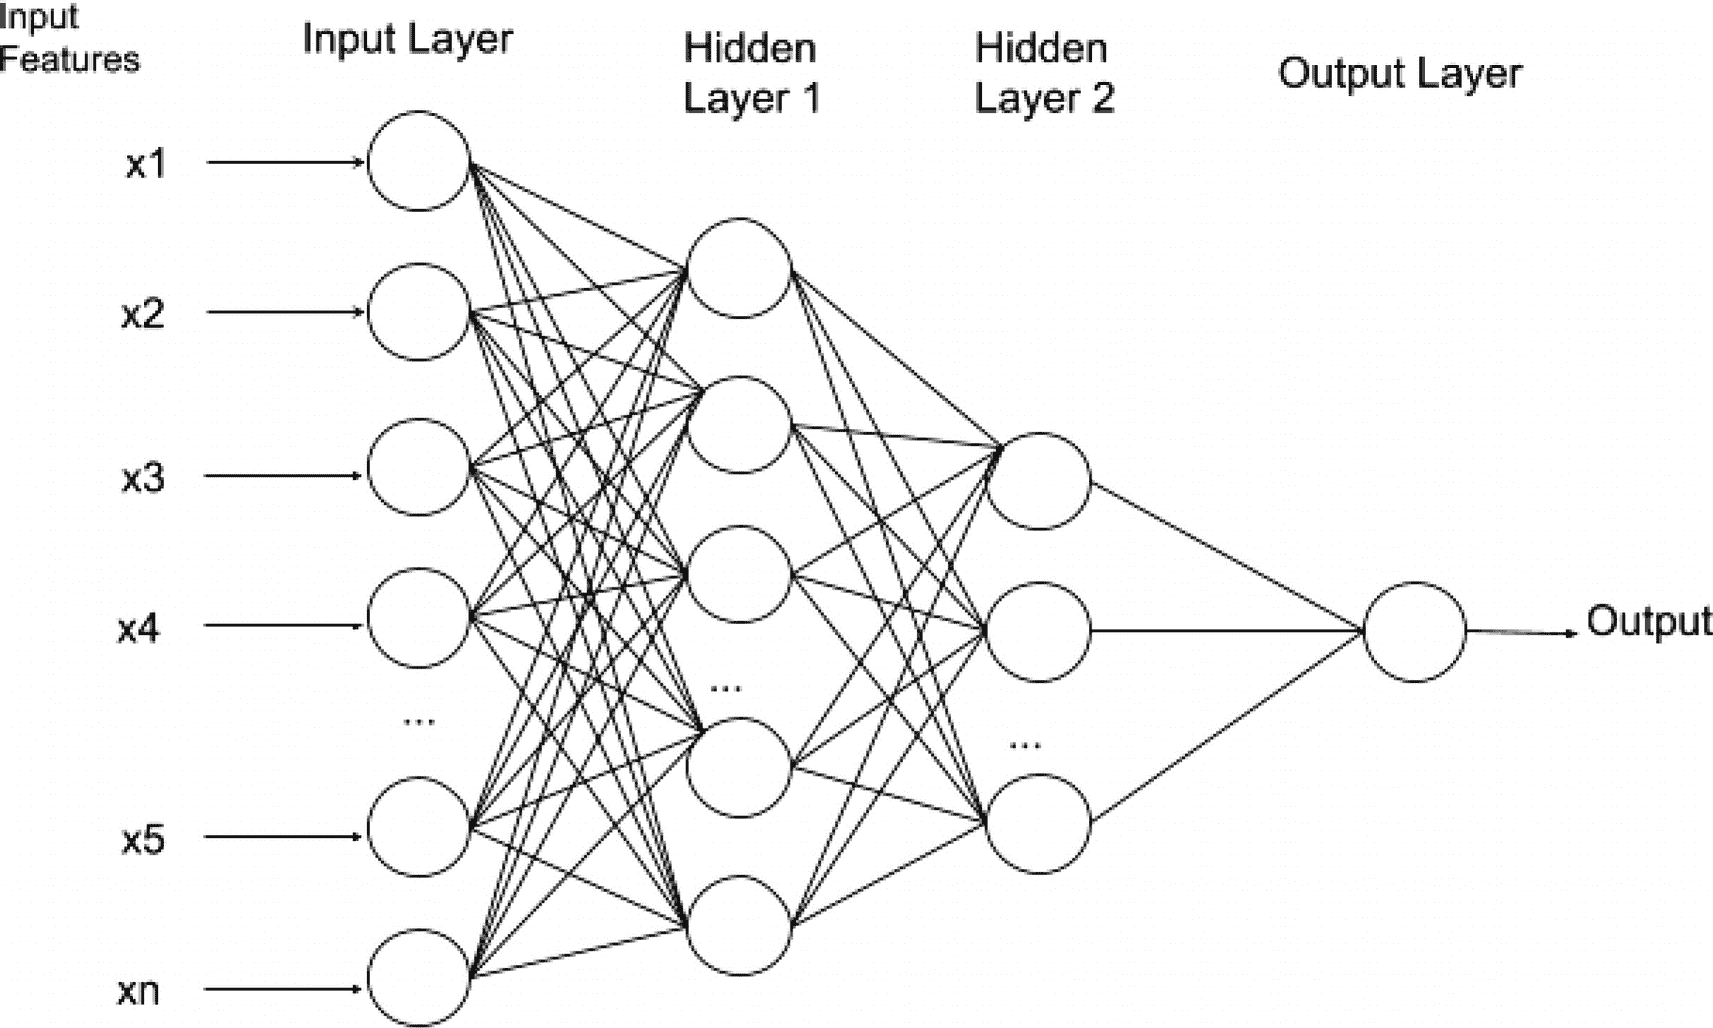 Input
Features
Input Layer
Hidden
Layer 1
Hidden
Layer 2
Output Layer
x1
x2
x3
x4
...
x5
xn
...
...
Output